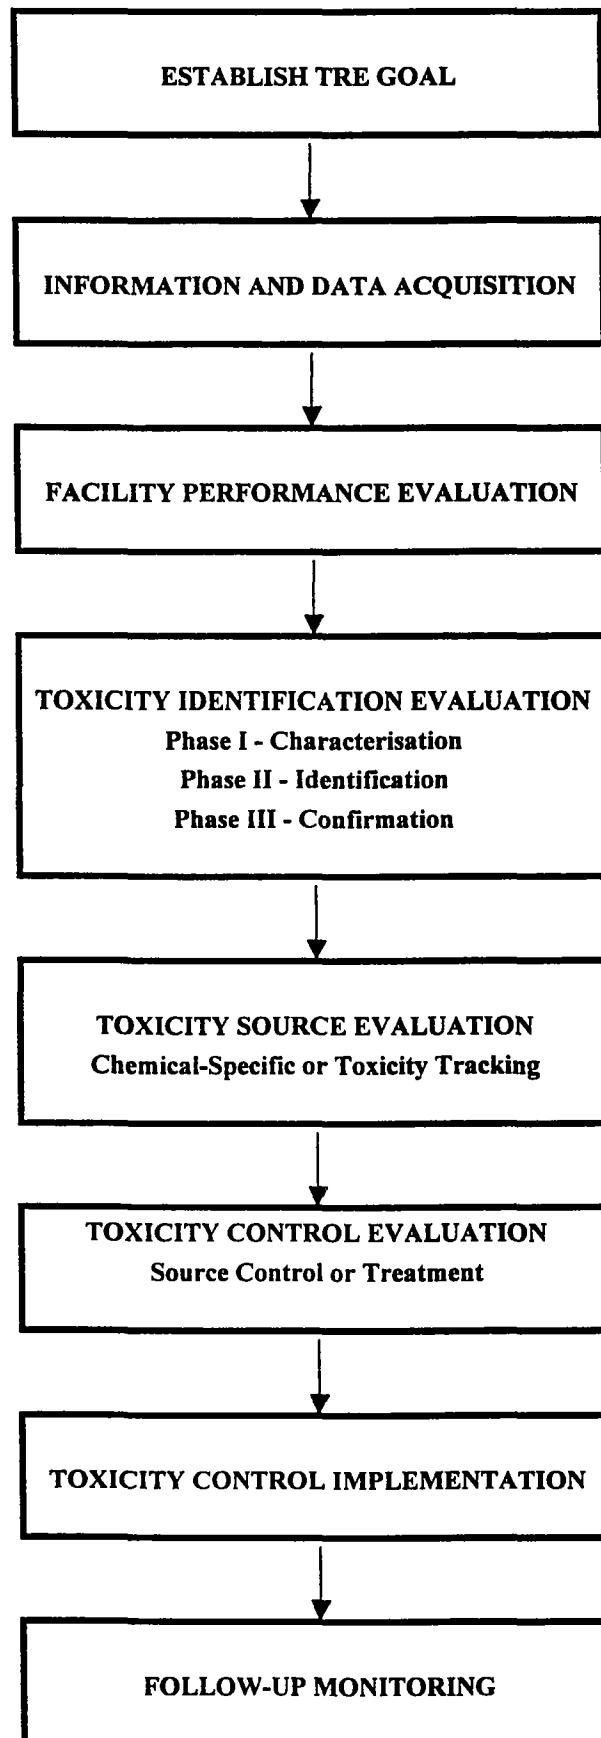 ESTABLISH TRE GOAL
INFORMATION AND DATA ACQUISITION
FACILITY PERFORMANCE EVALUATION
TOXICITY IDENTIFICATION EVALUATION
Phase I - Characterisation
Phase II - Identification
Phase III - Confirmation
TOXICITY SOURCE EVALUATION
Chemical-Specific or Toxicity Tracking
TOXICITY CONTROL EVALUATION
Source Control or Treatment
TOXICITY CONTROL IMPLEMENTATION
FOLLOW-UP MONITORING